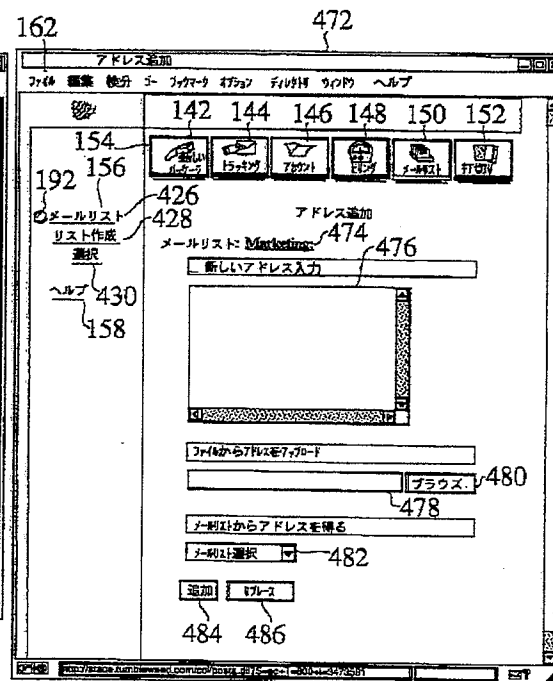 162
472
アドレス追加
ファイル 編集 検分 ゴー ブックマーク オプション ディレクトリ ウィンドウ ヘルプ
142 144 146 148 150 152
154
新しい パッケージ トラッキング アカウント ビリング メールリスト
156
192
メールリスト 426
リスト作成 428
選択
430
ヘルプ
158
アドレス追加
メールリスト: Marketing: 474
476
新しいアドレス入力
ファイルからアドレスをアップロード
ブラウズ. 480
478
メールリストからアドレスを得る
メールリスト選択 482
追加 リプレース
484 486